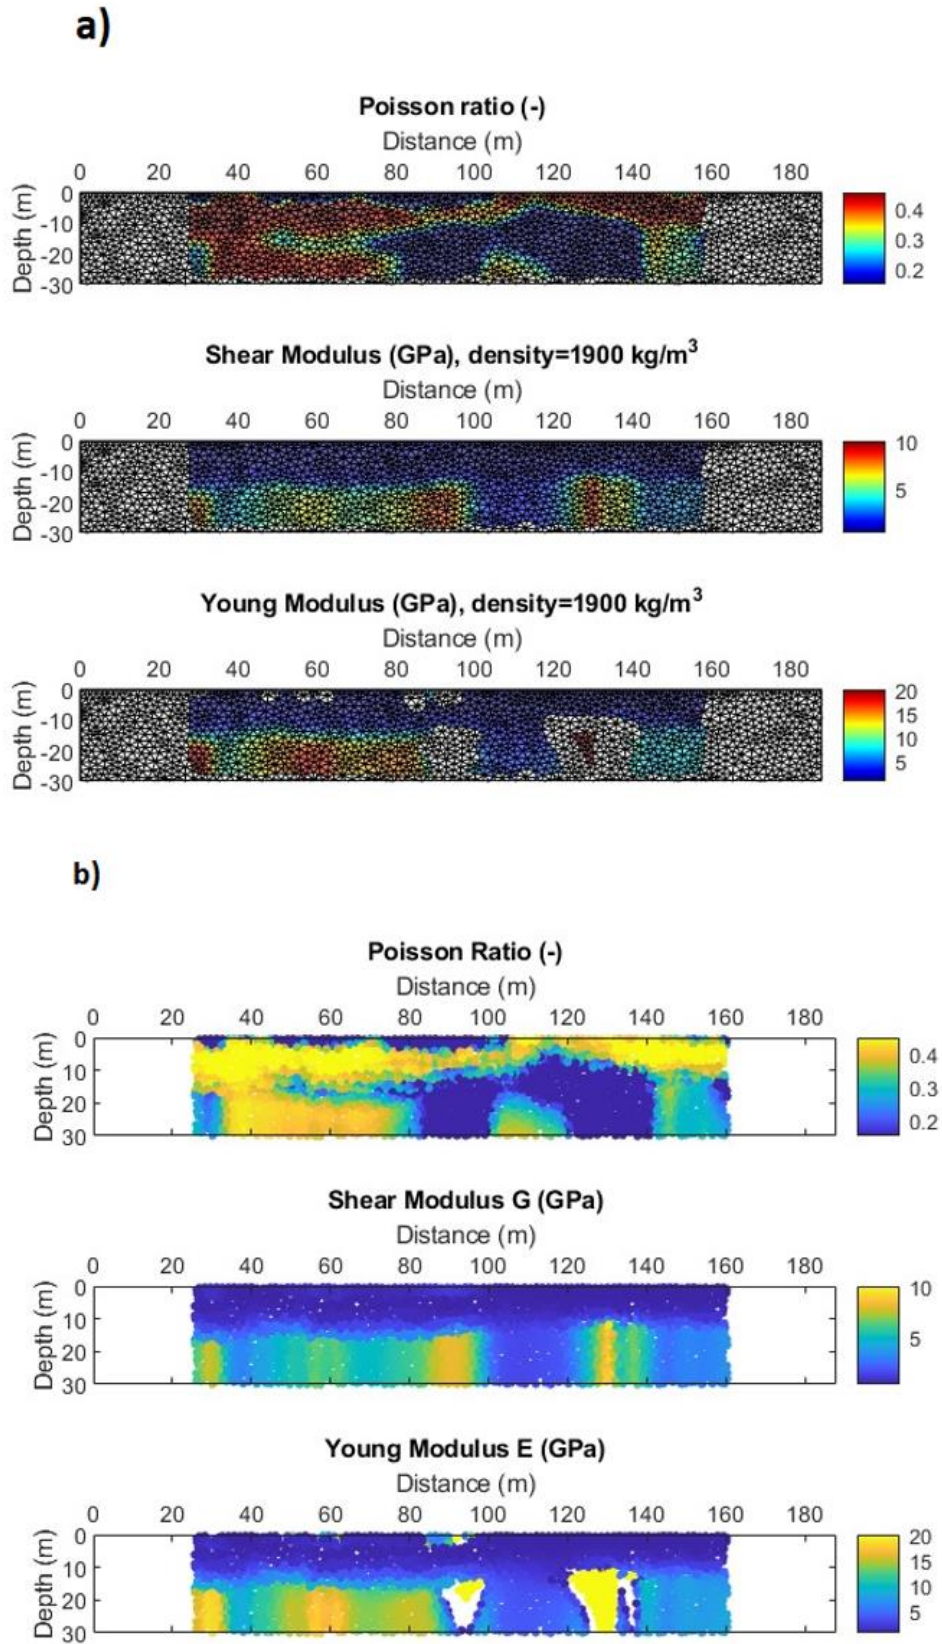 a)
Poisson ratio (-)
Distance (m)
0 20 40 60 80 100 120 140 160 180
Depth (m)
0
-10
-20
-30
0.4
0.3
0.2
Shear Modulus (GPa), density=1900 kg/m³
Distance (m)
0 20 40 60 80 100 120 140 160 180
Depth (m)
0
-10
-20
-30
10
5
Young Modulus (GPa), density=1900 kg/m³
Distance (m)
0 20 40 60 80 100 120 140 160 180
Depth (m)
0
-10
-20
-30
20
15
10
5
b)
Poisson Ratio (-)
Distance (m)
0 20 40 60 80 100 120 140 160 180
Depth (m)
0
10
20
30
0.4
0.3
0.2
Shear Modulus G (GPa)
Distance (m)
0 20 40 60 80 100 120 140 160 180
Depth (m)
0
10
20
30
10
5
Young Modulus E (GPa)
Distance (m)
0 20 40 60 80 100 120 140 160 180
Depth (m)
0
10
20
30
20
15
10
5